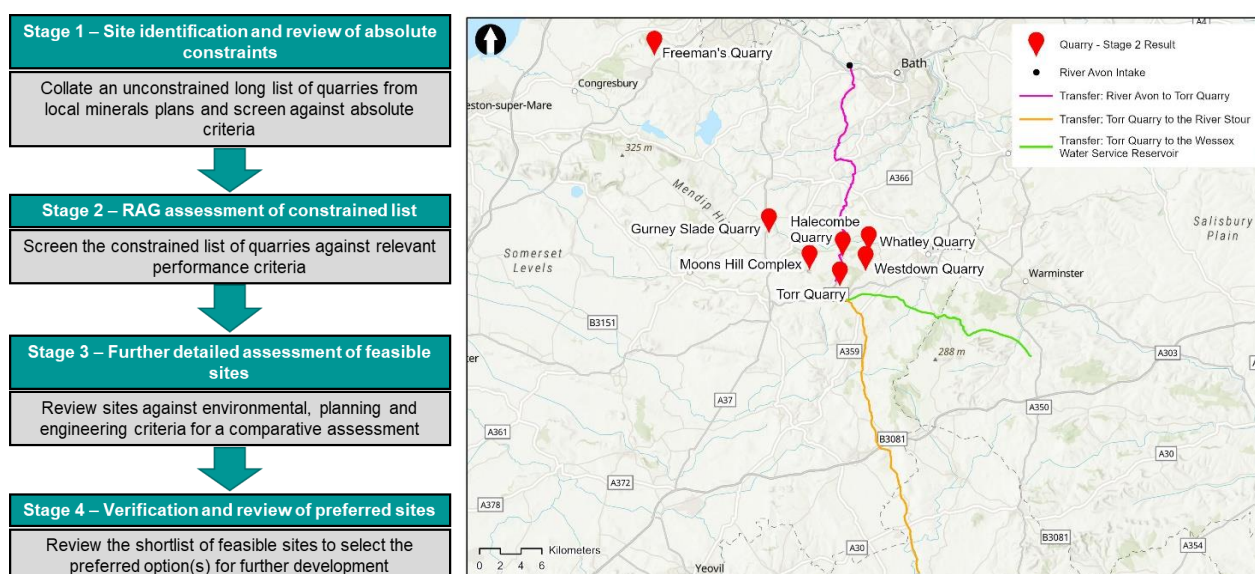 Stage 1 – Site identification and review of absolute
constraints
Collate an unconstrained long list of quarries from
local minerals plans and screen against absolute
criteria
Stage 2 – RAG assessment of constrained list
Screen the constrained list of quarries against relevant
performance criteria
Stage 3 – Further detailed assessment of feasible
sites
Review sites against environmental, planning and
engineering criteria for a comparative assessment
Stage 4 – Verification and review of preferred sites
Review the shortlist of feasible sites to select the
preferred option(s) for further development
Freeman's Quarry
Congresbury
eston-super-Mare
Bath
A4
Quarry - Stage 2 Result
River Avon Intake
Transfer: River Avon to Torr Quarry
Transfer: Torr Quarry to the River Stour
Transfer: Torr Quarry to the Wessex
Water Service Reservoir
325 m
Mendip Hil
A366
Gurney Slade Quarry
Halecombe
Quarry
Whatley Quarry
Moons Hill Complex
Westdown Quarry
Torr Quarry
Somerset
Levels
Salisbury
Plain
Warminster
B3151
ter
A359
288 m
A303
A37
A350
A361
B3081
A30
A372
A378
A30
B3081
A354
Yeovil
Kilometers
0 2 4 6